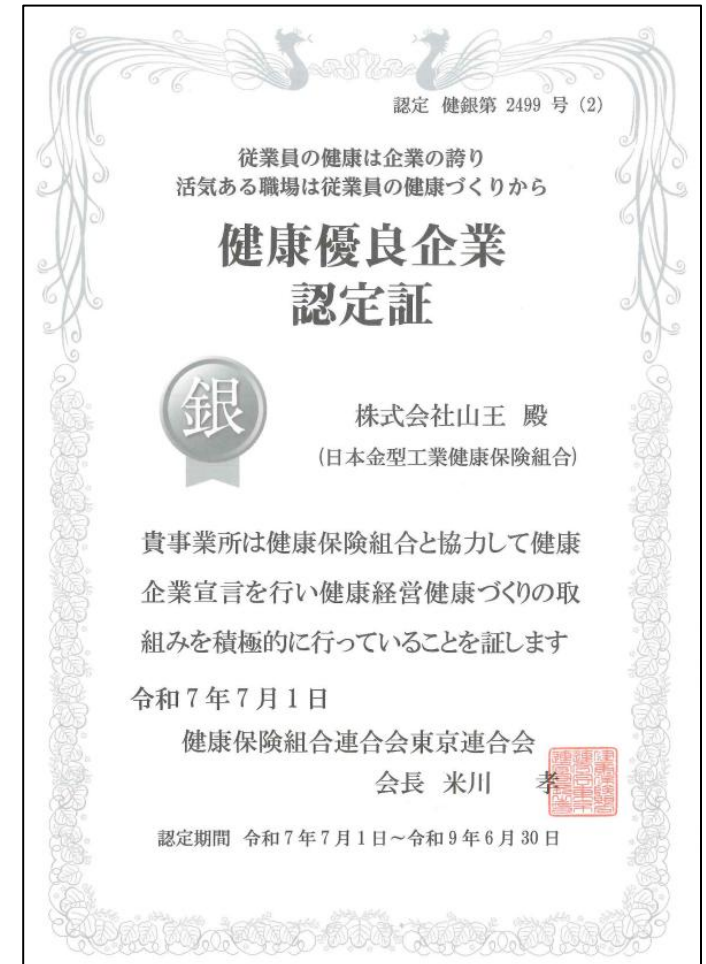 認定 健銀第 2499 号 (2)
従業員の健康は企業の誇り
活気ある職場は従業員の健康づくりから
健康優良企業
認定証
銀
株式会社山王 殿
(日本金型工業健康保険組合)
貴事業所は健康保険組合と協力して健康
企業宣言を行い健康経営健康づくりの取
組みを積極的に行っていることを証します
令和7年7月1日
健康保険組合連合会東京連合会
会長 米川 孝
認定期間 令和7年7月1日～令和9年6月30日